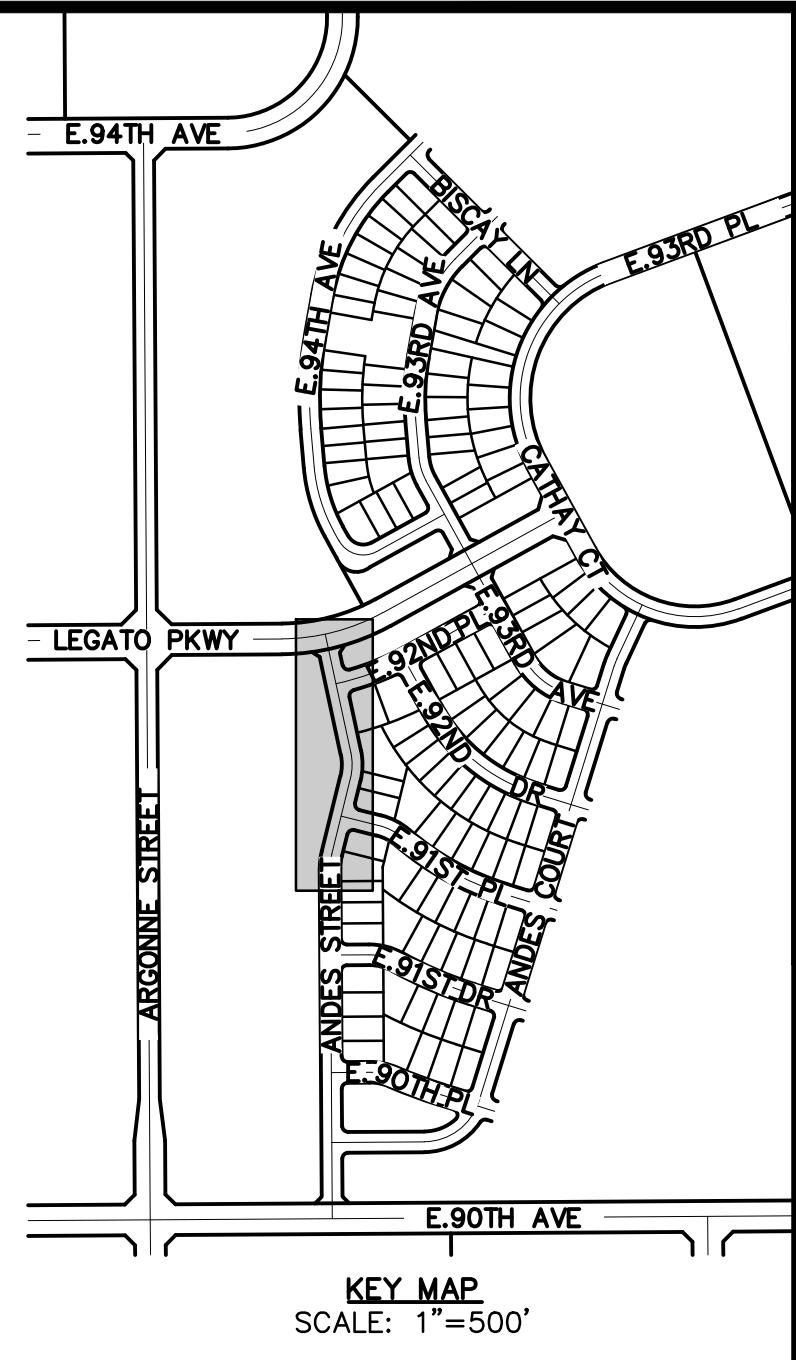 E.94TH AVE
BISCAY LN
E.93RD PL
E.94TH AVE
E.93RD AVE
CATHAY CT
LEGATO PKWY
E.92ND PL
E.93RD AVE
E.92ND DR
ARGONNE STREET
ANDES STREET
E.91ST PL
ANDES COURT
E.91ST DR
E. 90TH PL
E.90TH AVE
KEY MAP
SCALE: 1"=500'